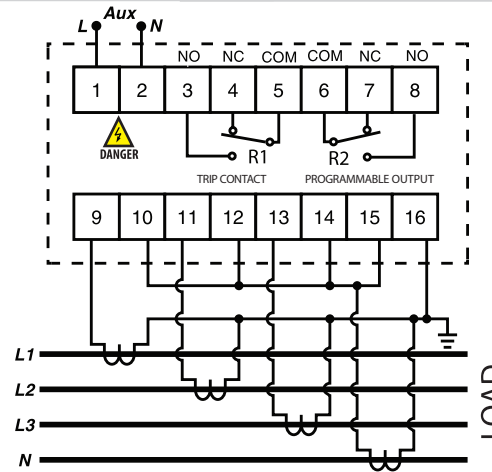 L Aux N
NO NC COM COM NC NO
1 2 3 4 5 6 7 8
DANGER
R1 R2
TRIP CONTACT PROGRAMMABLE OUTPUT
9 10 11 12 13 14 15 16
L1
L2
L3
N
LOAD